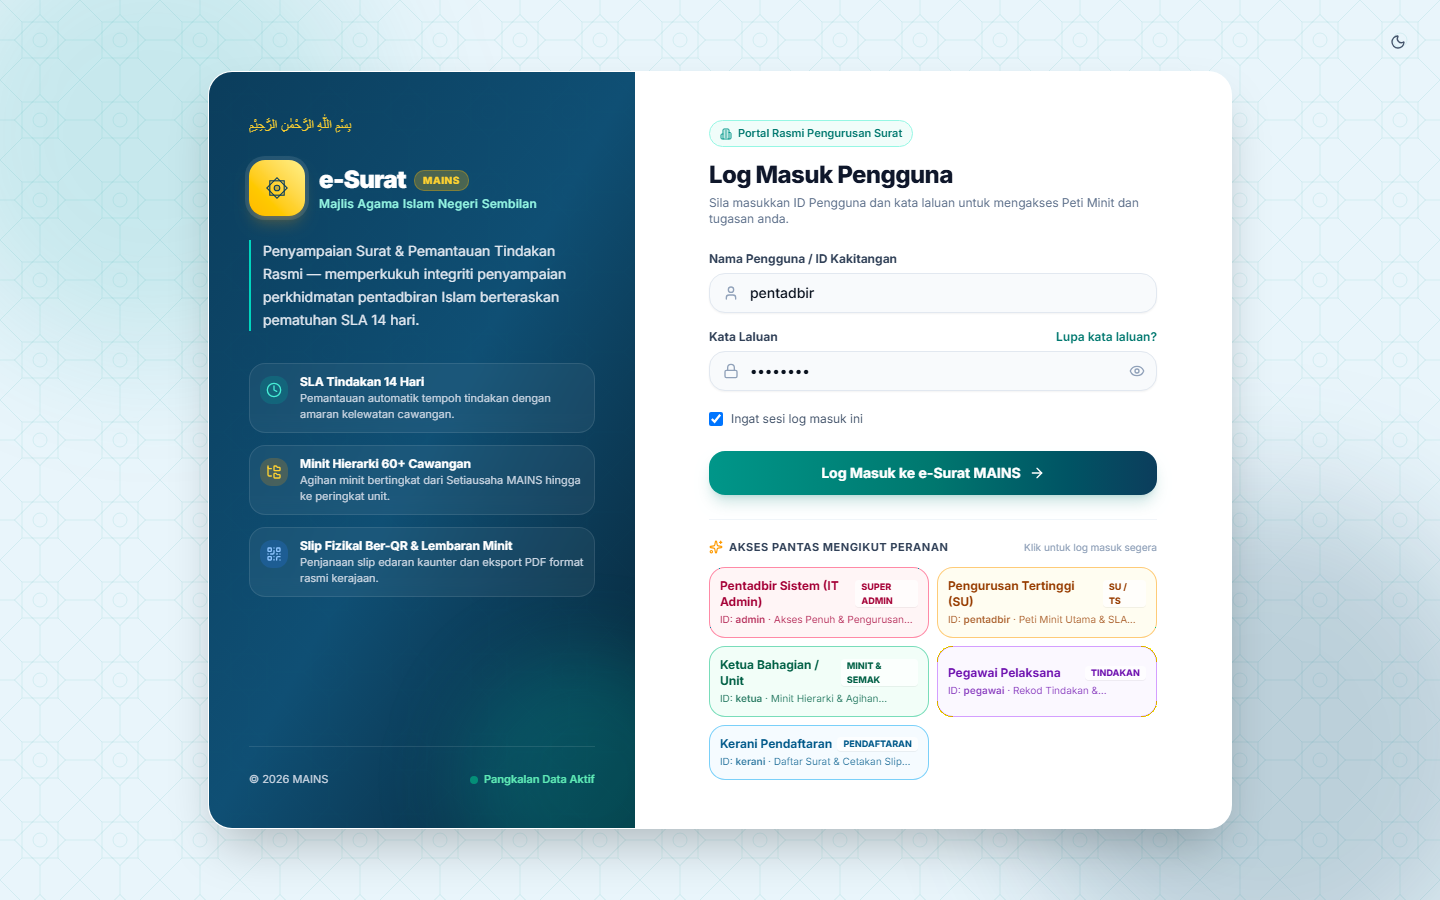 بِسْمِ اللَّهِ الرَّحْمَٰنِ الرَّحِيْمِ
e-Surat MAINS
Majlis Agama Islam Negeri Sembilan
Penyampaian Surat & Pemantauan Tindakan
Rasmi — memperkukuh integriti penyampaian
perkhidmatan pentadbiran Islam berteraskan
pematuhan SLA 14 hari.
SLA Tindakan 14 Hari
Pemantauan automatik tempoh tindakan dengan
amaran kelewatan cawangan.
Minit Hierarki 60+ Cawangan
Agihan minit bertingkat dari Setiausaha MAINS hingga
ke peringkat unit.
Slip Fizikal Ber-QR & Lembaran Minit
Penjanaan slip edaran kaunter dan eksport PDF format
rasmi kerajaan.
© 2026 MAINS
Pangkalan Data Aktif
Portal Rasmi Pengurusan Surat
Log Masuk Pengguna
Sila masukkan ID Pengguna dan kata laluan untuk mengakses Peti Minit dan
tugasan anda.
Nama Pengguna / ID Kakitangan
pentadbir
Kata Laluan
Lupa kata laluan?
••••••••
Ingat sesi log masuk ini
Log Masuk ke e-Surat MAINS →
AKSES PANTAS MENGIKUT PERANAN
Klik untuk log masuk segera
Pentadbir Sistem (IT
Admin)
SUPER
ADMIN
ID: admin · Akses Penuh & Pengurusan...
Pengurusan Tertinggi
(SU)
SU /
TS
ID: pentadbir · Peti Minit Utama & SLA...
Ketua Bahagian /
Unit
MINIT &
SEMAK
ID: ketua · Minit Hierarki & Agihan...
Pegawai Pelaksana
TINDAKAN
ID: pegawai · Rekod Tindakan &...
Kerani Pendaftaran
PENDAFTARAN
ID: kerani · Daftar Surat & Cetakan Slip...